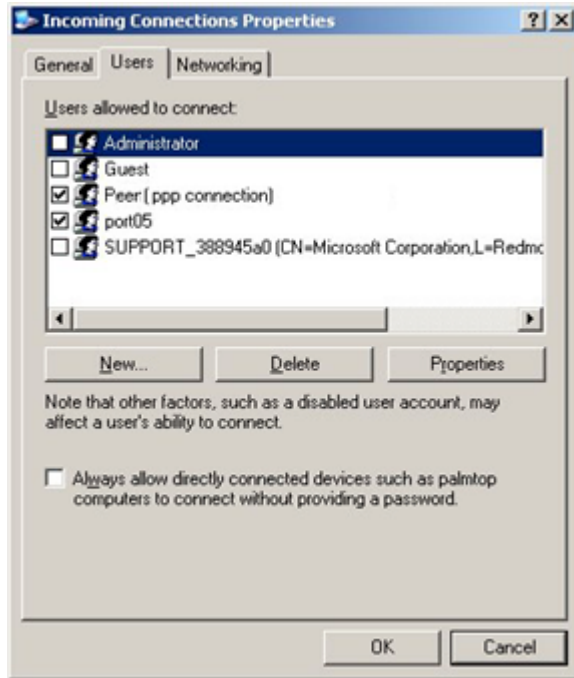 Incoming Connections Properties
General Users Networking
Users allowed to connect:
Administrator
Guest
Peer (ppp connection)
port05
SUPPORT_388945a0 (CN=Microsoft Corporation,L=Redmo
New... Delete Properties
Note that other factors, such as a disabled user account, may
affect a user's ability to connect.
Always allow directly connected devices such as palmtop
computers to connect without providing a password.
OK Cancel